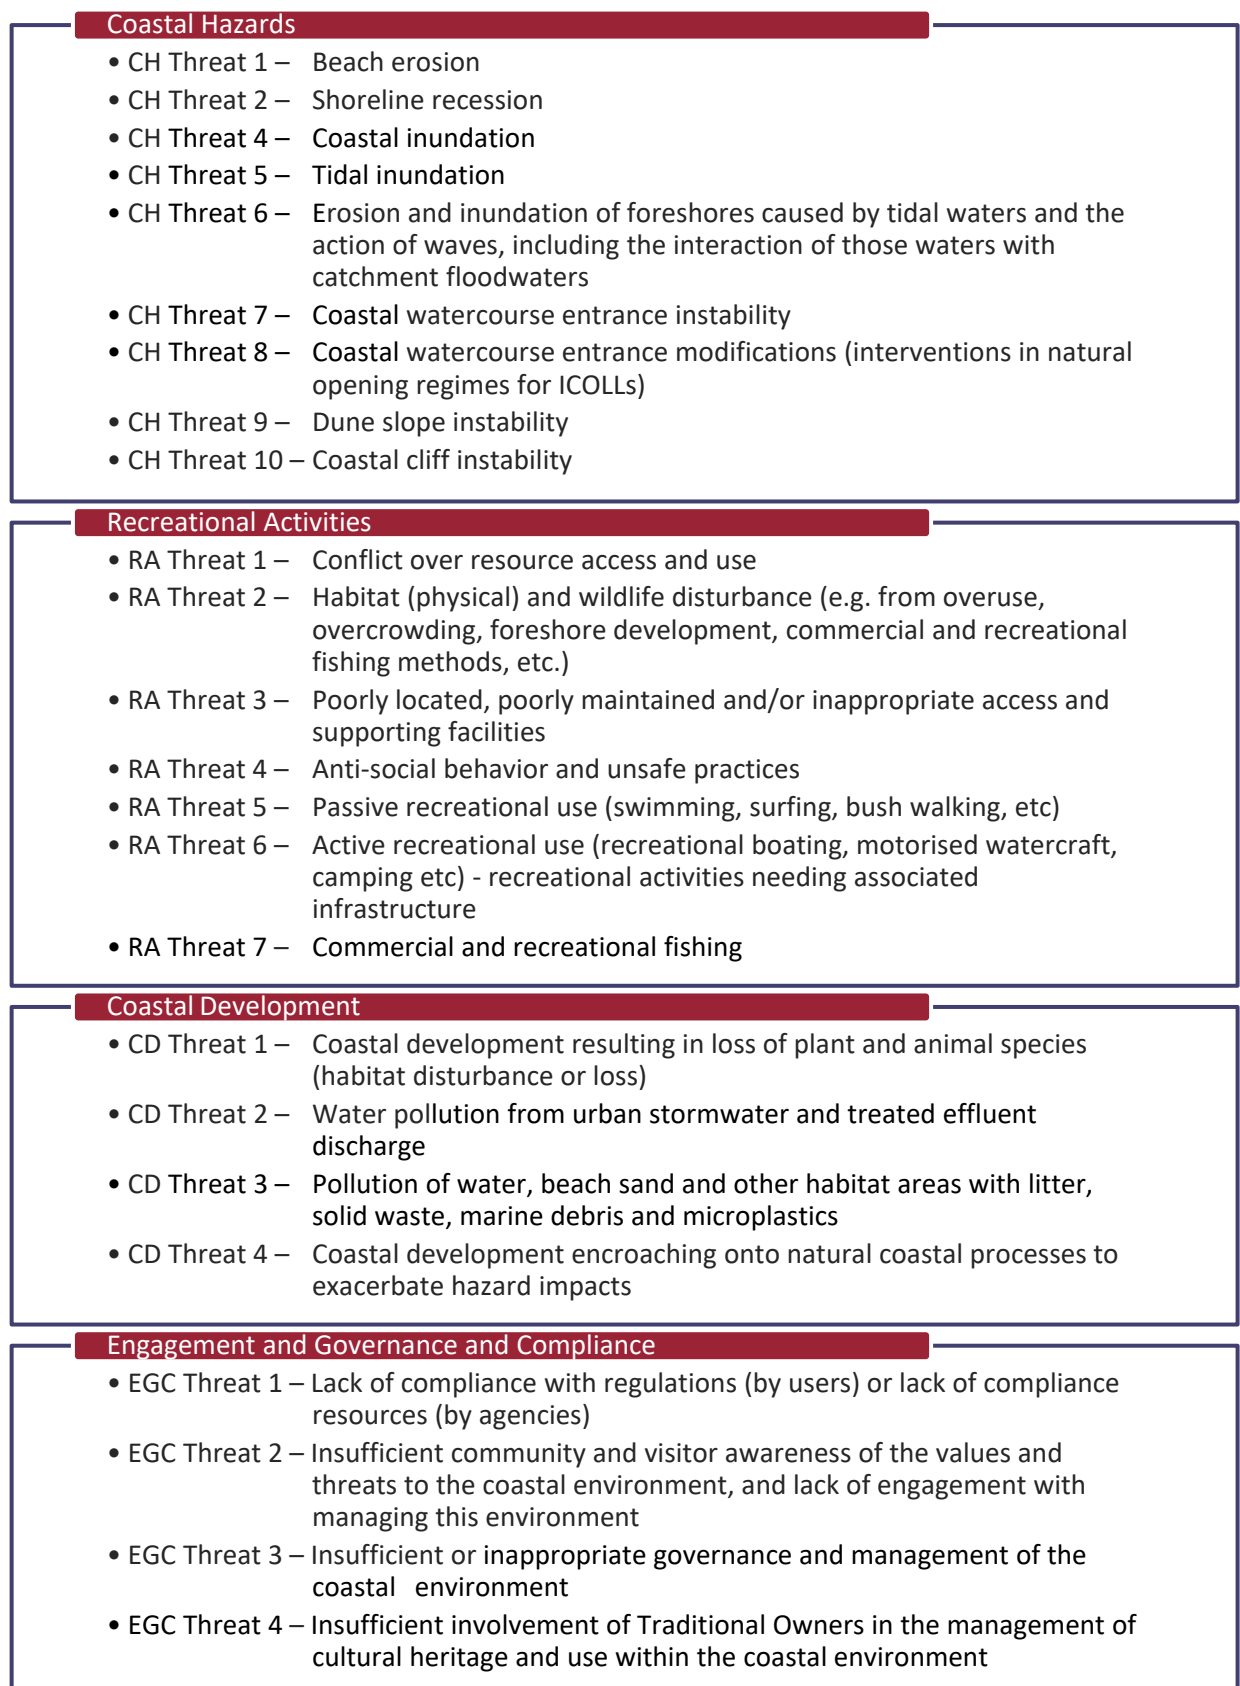 Coastal Hazards
• CH Threat 1 – Beach erosion
• CH Threat 2 – Shoreline recession
• CH Threat 4 – Coastal inundation
• CH Threat 5 – Tidal inundation
• CH Threat 6 – Erosion and inundation of foreshores caused by tidal waters and the
action of waves, including the interaction of those waters with
catchment floodwaters
• CH Threat 7 – Coastal watercourse entrance instability
• CH Threat 8 – Coastal watercourse entrance modifications (interventions in natural
opening regimes for ICOLLs)
• CH Threat 9 – Dune slope instability
• CH Threat 10 – Coastal cliff instability
Recreational Activities
• RA Threat 1 – Conflict over resource access and use
• RA Threat 2 – Habitat (physical) and wildlife disturbance (e.g. from overuse,
overcrowding, foreshore development, commercial and recreational
fishing methods, etc.)
• RA Threat 3 – Poorly located, poorly maintained and/or inappropriate access and
supporting facilities
• RA Threat 4 – Anti-social behavior and unsafe practices
• RA Threat 5 – Passive recreational use (swimming, surfing, bush walking, etc)
• RA Threat 6 – Active recreational use (recreational boating, motorised watercraft,
camping etc) - recreational activities needing associated
infrastructure
• RA Threat 7 – Commercial and recreational fishing
Coastal Development
• CD Threat 1 – Coastal development resulting in loss of plant and animal species
(habitat disturbance or loss)
• CD Threat 2 – Water pollution from urban stormwater and treated effluent
discharge
• CD Threat 3 – Pollution of water, beach sand and other habitat areas with litter,
solid waste, marine debris and microplastics
• CD Threat 4 – Coastal development encroaching onto natural coastal processes to
exacerbate hazard impacts
Engagement and Governance and Compliance
• EGC Threat 1 – Lack of compliance with regulations (by users) or lack of compliance
resources (by agencies)
• EGC Threat 2 – Insufficient community and visitor awareness of the values and
threats to the coastal environment, and lack of engagement with
managing this environment
• EGC Threat 3 – Insufficient or inappropriate governance and management of the
coastal environment
• EGC Threat 4 – Insufficient involvement of Traditional Owners in the management of
cultural heritage and use within the coastal environment